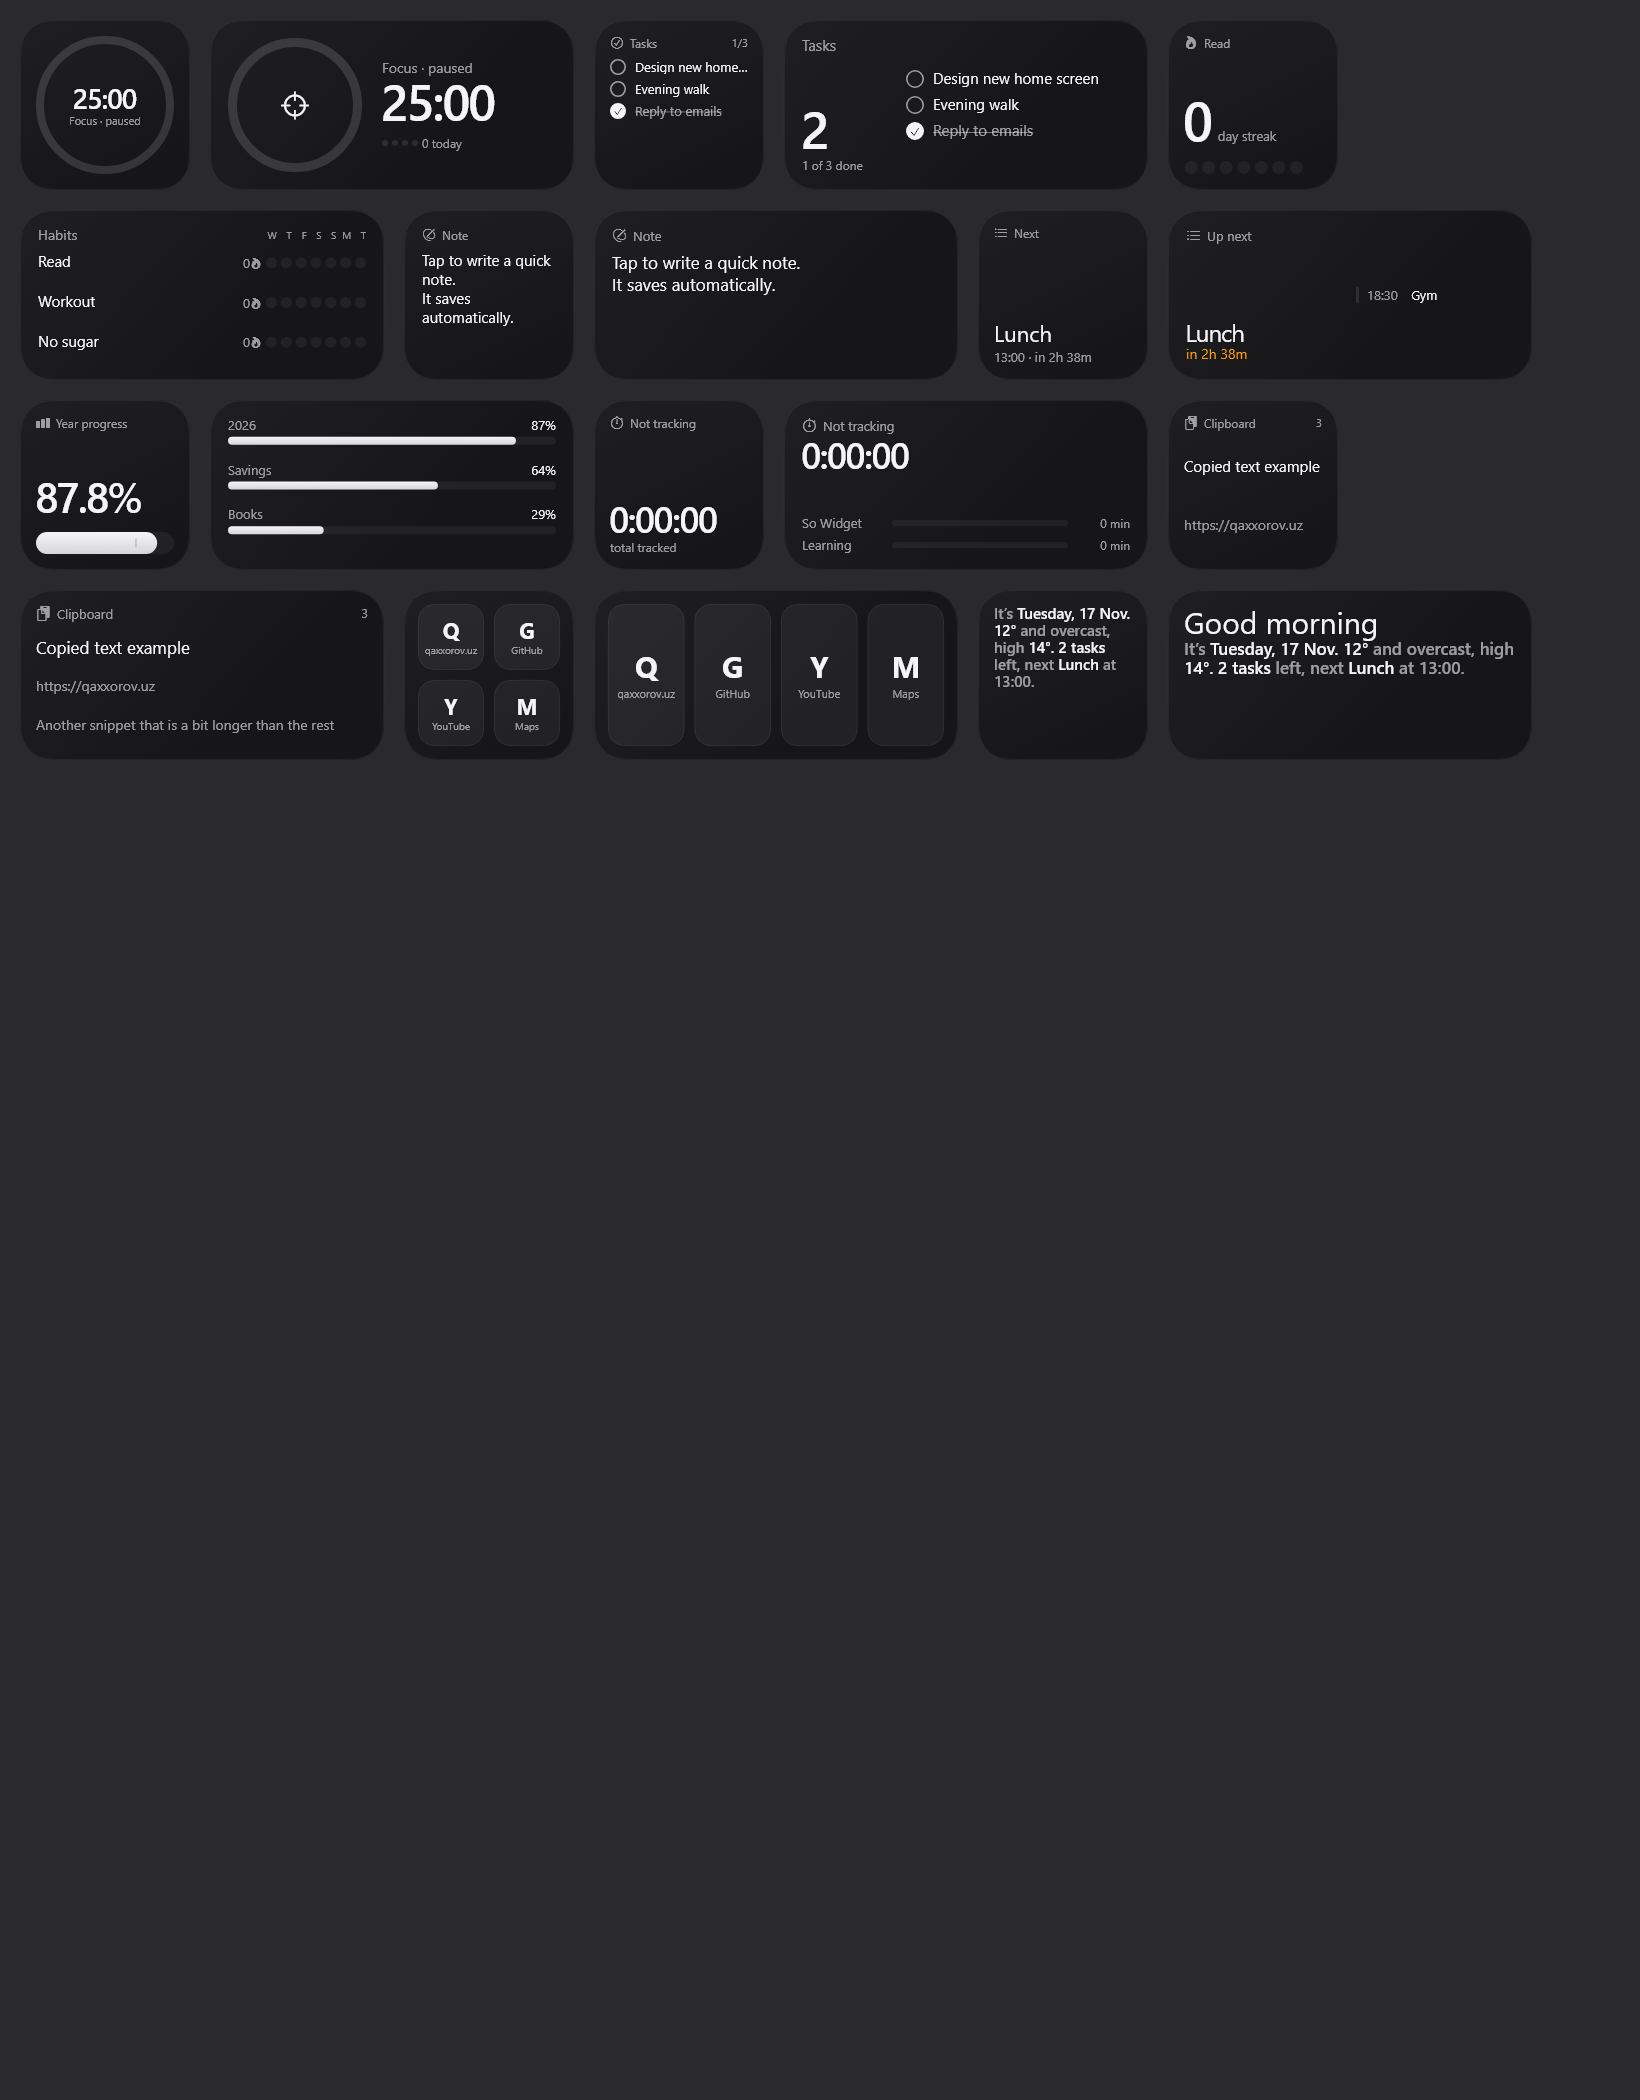 25:00
Focus · paused
Focus · paused
25:00
0 today
Tasks 1/3
Design new home...
Evening walk
Reply to emails
Tasks
2
1 of 3 done
Design new home screen
Evening walk
Reply to emails
Read
0 day streak
Habits W T F S S M T
Read 0
Workout 0
No sugar 0
Note
Tap to write a quick
note.
It saves
automatically.
Note
Tap to write a quick note.
It saves automatically.
Next
Lunch
13:00 · in 2h 38m
Up next
Lunch
in 2h 38m
18:30 Gym
Year progress
87.8%
2026 87%
Savings 64%
Books 29%
Not tracking
0:00:00
total tracked
Not tracking
0:00:00
So Widget 0 min
Learning 0 min
Clipboard 3
Copied text example
https://qaxxorov.uz
Clipboard 3
Copied text example
https://qaxxorov.uz
Another snippet that is a bit longer than the rest
Q G
qaxxorov.uz GitHub
Y M
YouTube Maps
Q G Y M
qaxxorov.uz GitHub YouTube Maps
It's Tuesday, 17 Nov.
12° and overcast,
high 14°. 2 tasks
left, next Lunch at
13:00.
Good morning
It's Tuesday, 17 Nov. 12° and overcast, high
14°. 2 tasks left, next Lunch at 13:00.